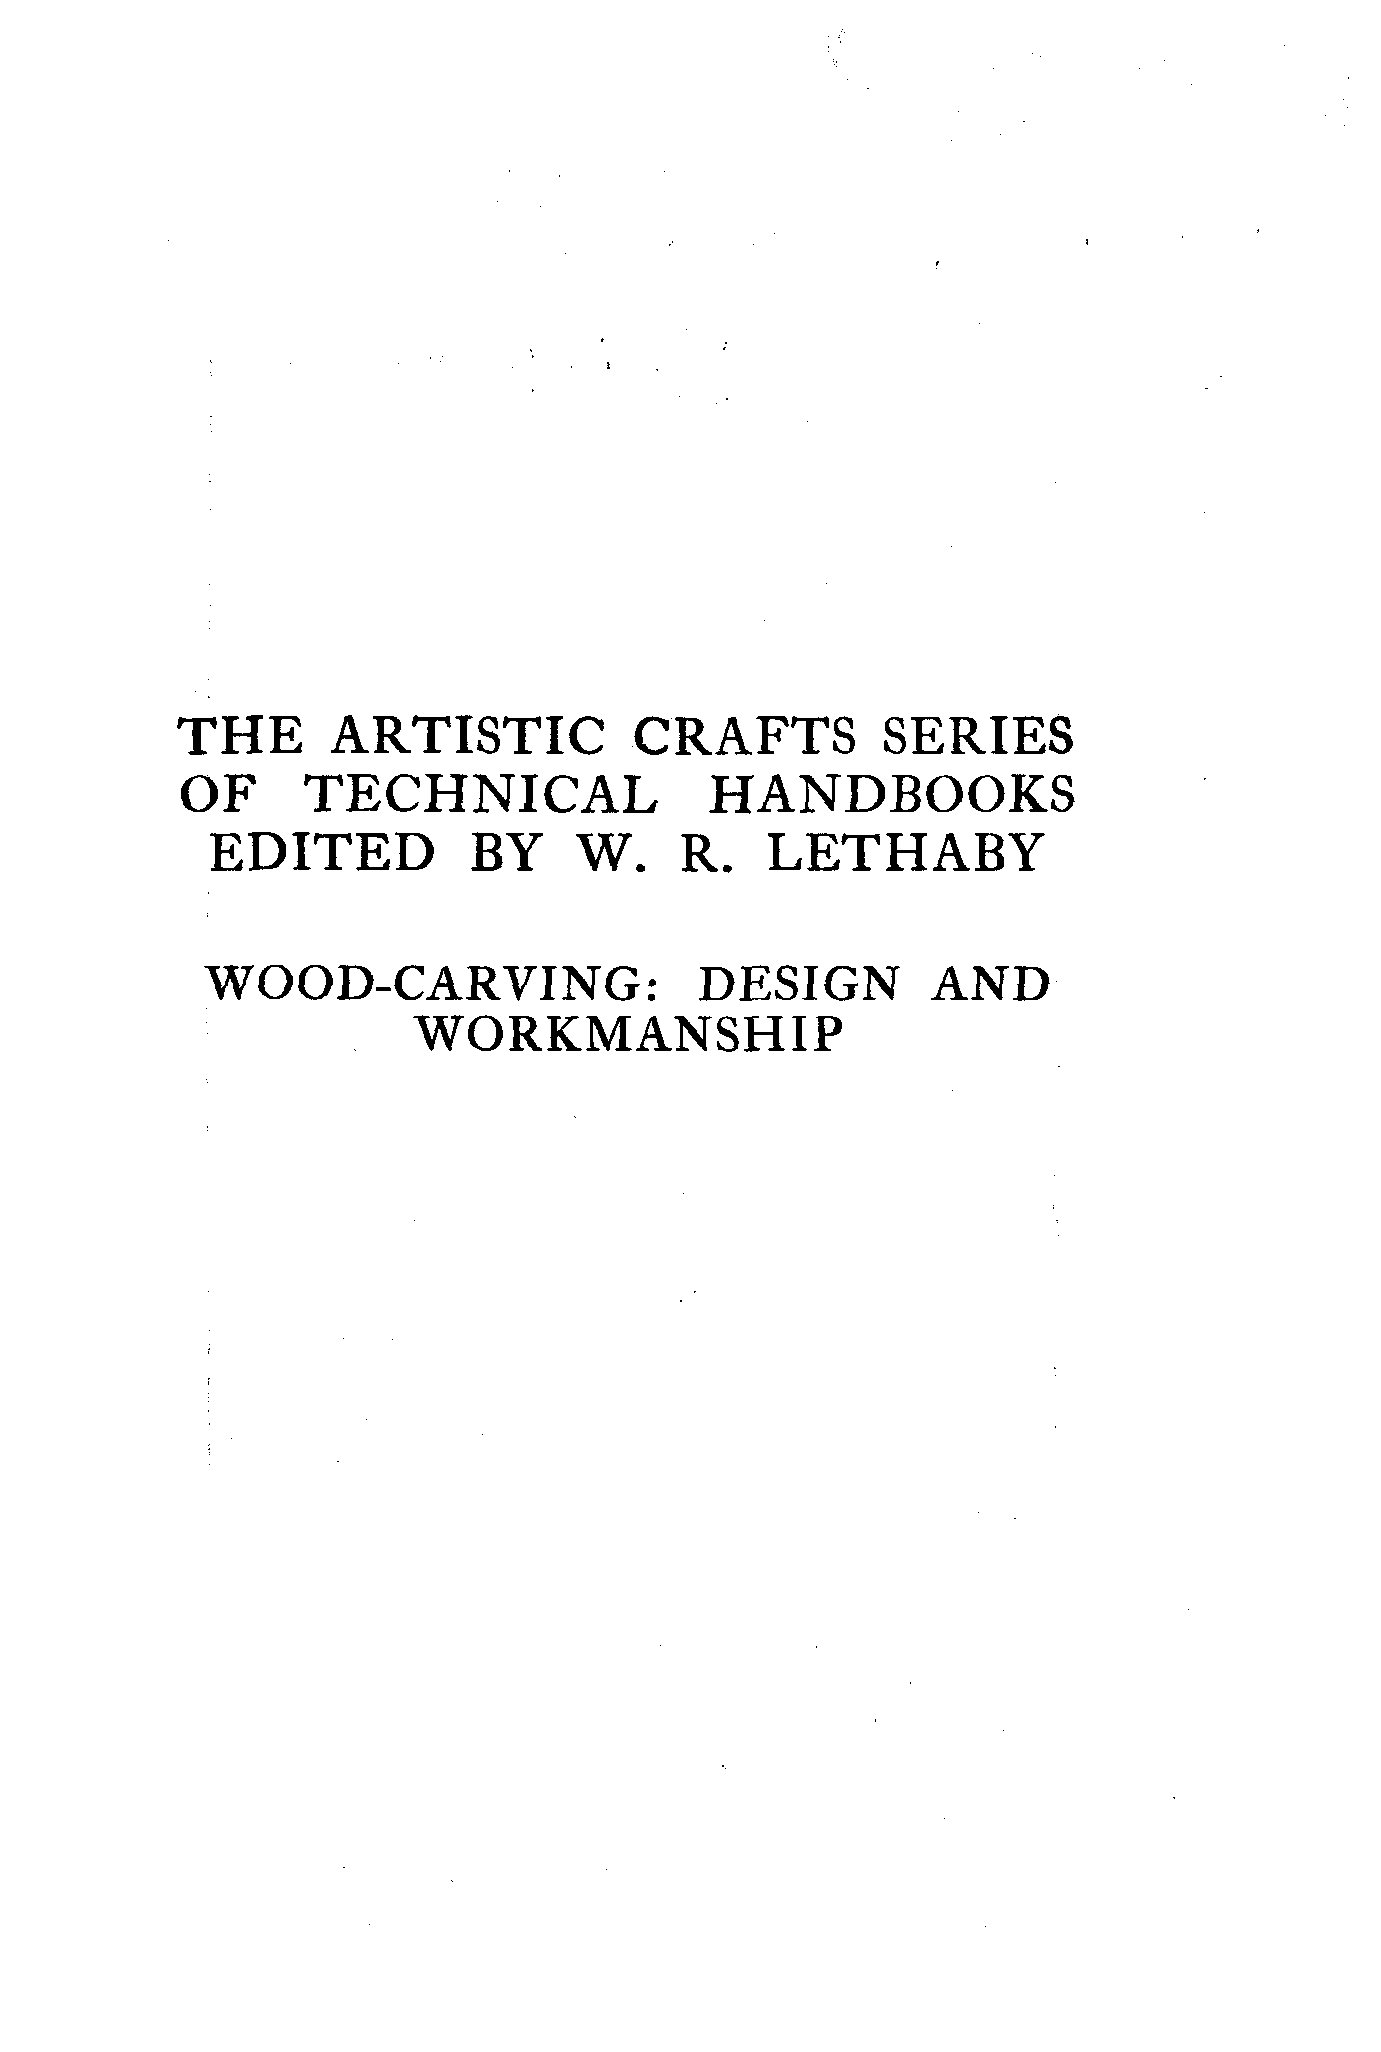 THE ARTISTIC CRAFTS SERIES
OF TECHNICAL HANDBOOKS
EDITED BY W. R. LETHABY
WOOD-CARVING: DESIGN AND
WORKMANSHIP